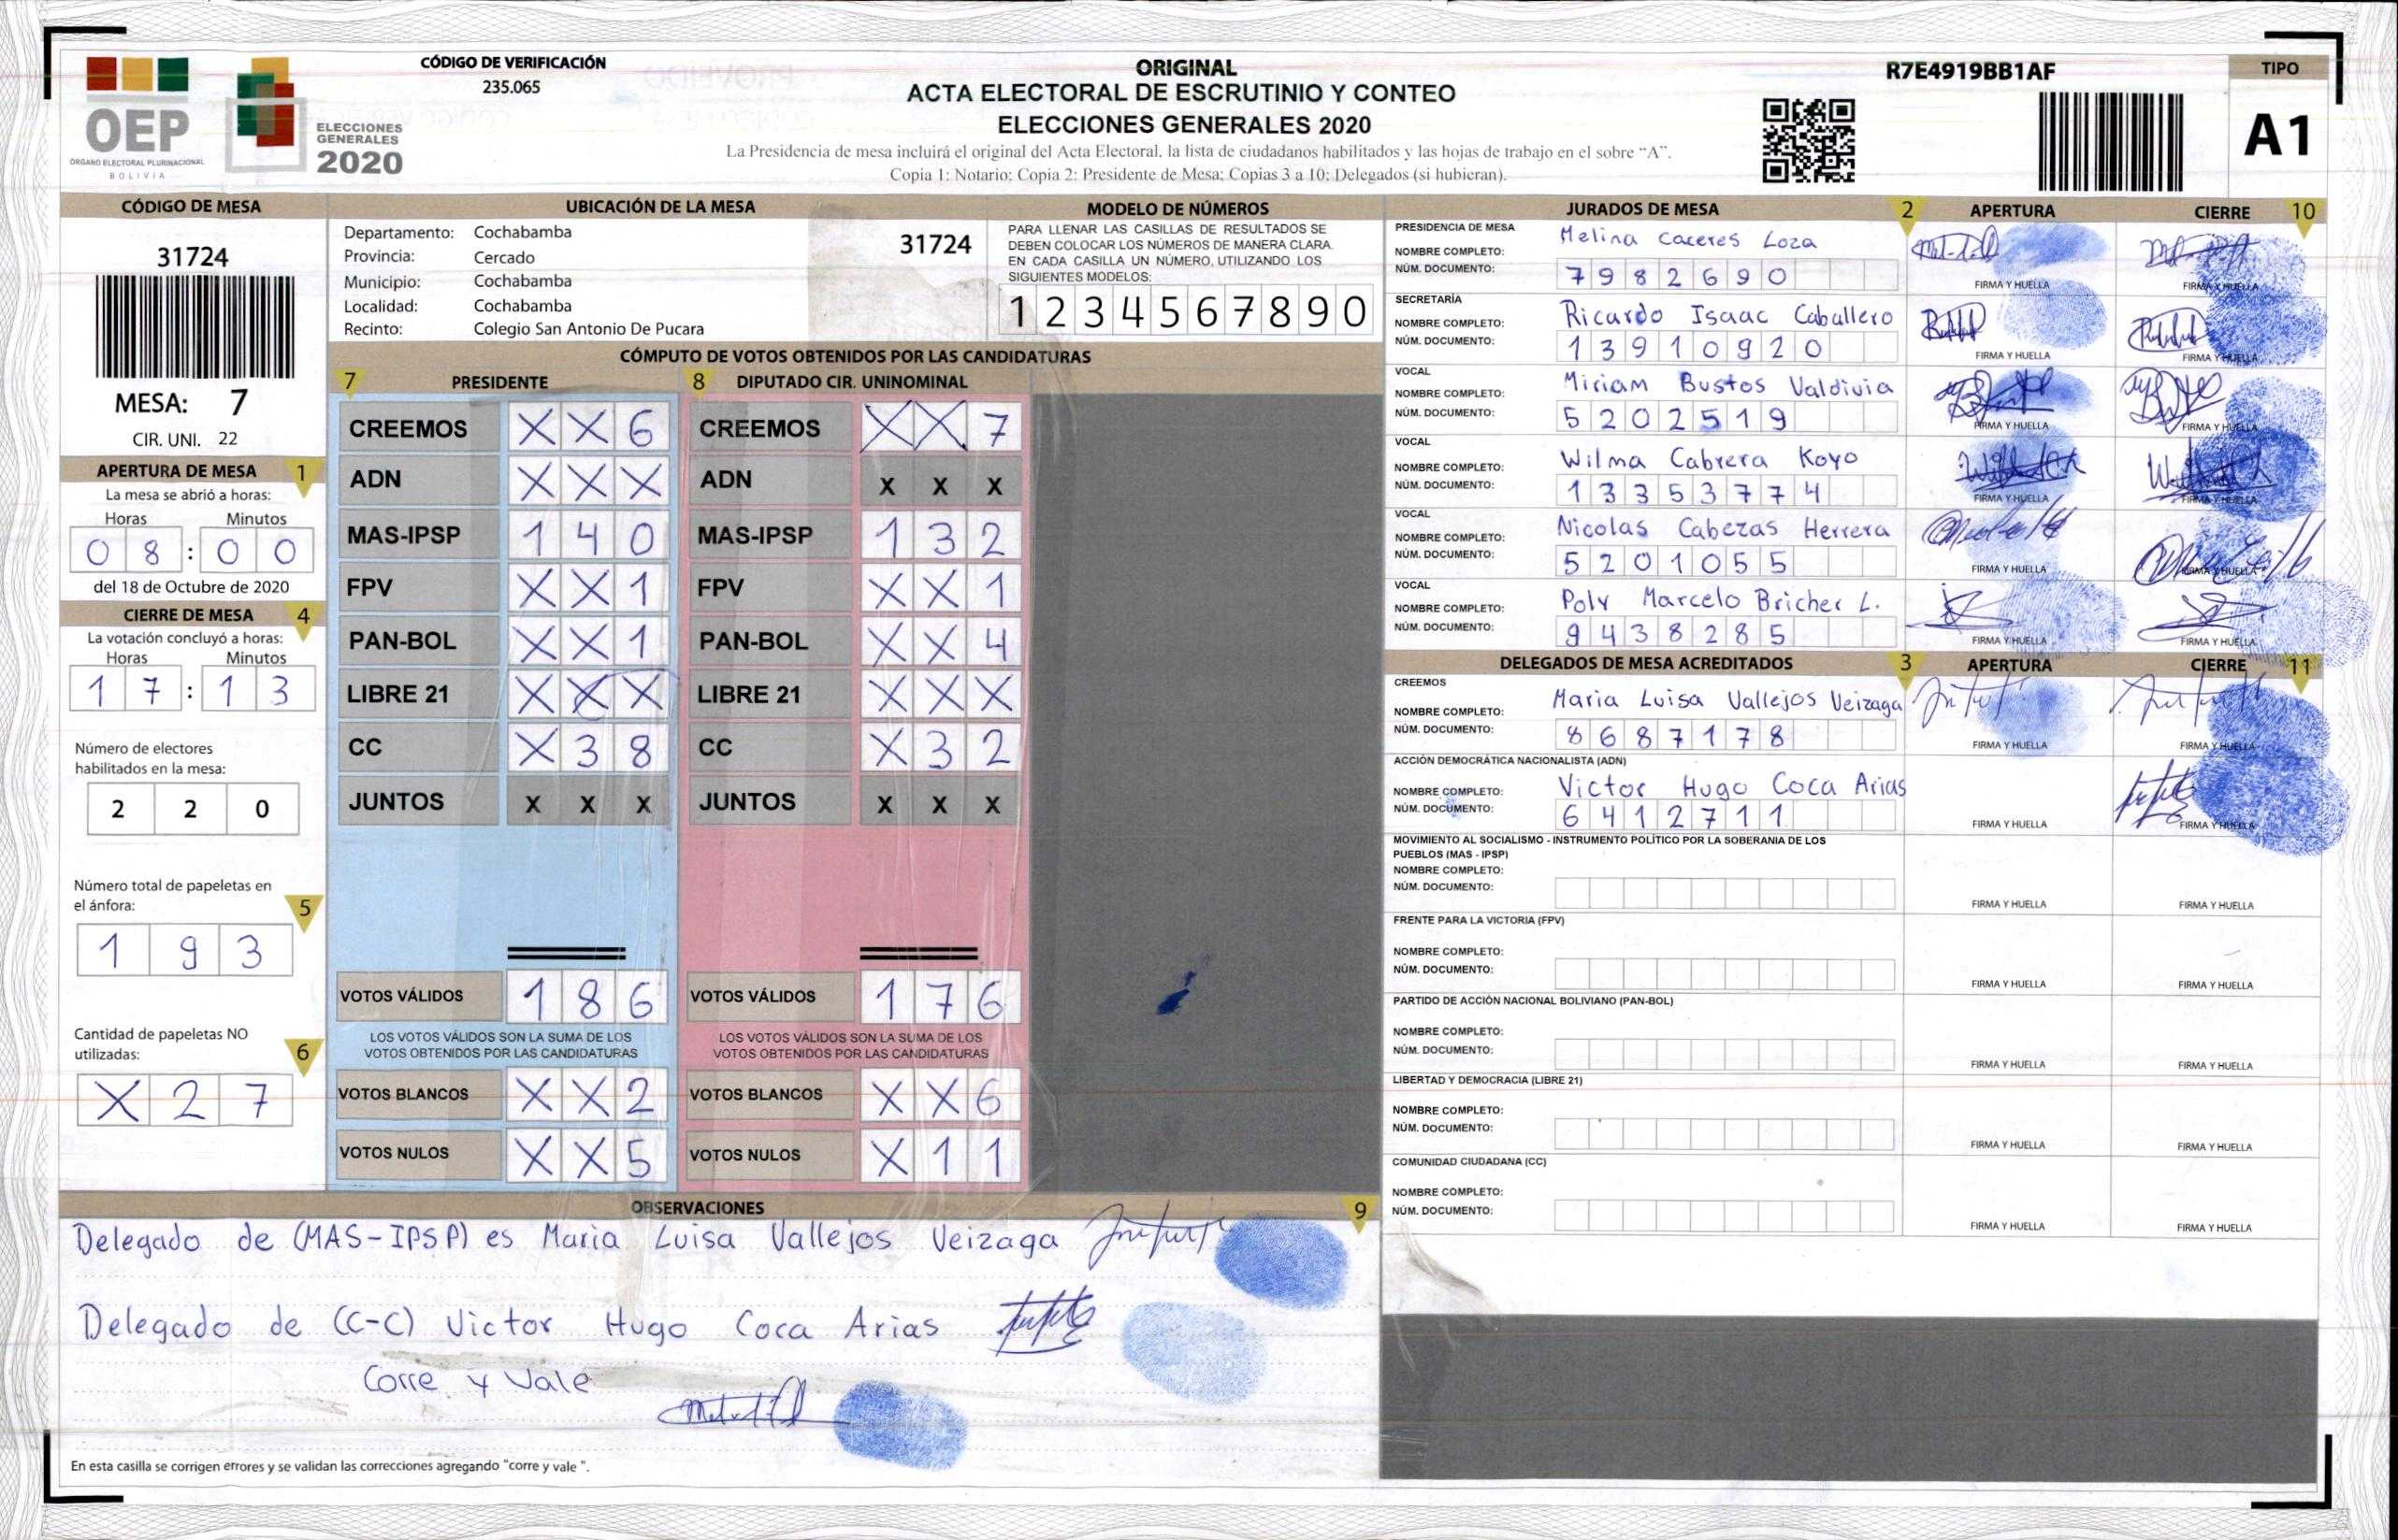 CÓDIGO DE VERIFICACIÓN
235.065
OEP
ÓRGANO ELECTORAL PLURINACIONAL
BOLIVIA
ELECCIONES
GENERALES
2020
ORIGINAL
ACTA ELECTORAL DE ESCRUTINIO Y CONTEO
ELECCIONES GENERALES 2020
La Presidencia de mesa incluirá el original del Acta Electoral, la lista de ciudadanos habilitados y las hojas de trabajo en el sobre “A”.
Copia 1: Notario; Copia 2: Presidente de Mesa; Copias 3 a 10: Delegados (si hubieran).
R7E4919BB1AF
TIPO
A1
CÓDIGO DE MESA
31724
MESA: 7
CIR. UNI. 22
APERTURA DE MESA 1
La mesa se abrió a horas:
Horas Minutos
0 8 : 0 0
del 18 de Octubre de 2020
CIERRE DE MESA 4
La votación concluyó a horas:
Horas Minutos
1 7 : 1 3
Número de electores
habilitados en la mesa:
2 2 0
Número total de papeletas en
el ánfora: 5
1 9 3
Cantidad de papeletas NO
utilizadas: 6
X 2 7
UBICACIÓN DE LA MESA
Departamento: Cochabamba
Provincia: Cercado
Municipio: Cochabamba
Localidad: Cochabamba
Recinto: Colegio San Antonio De Pucara
31724
MODELO DE NÚMEROS
PARA LLENAR LAS CASILLAS DE RESULTADOS SE
DEBEN COLOCAR LOS NÚMEROS DE MANERA CLARA.
EN CADA CASILLA UN NÚMERO, UTILIZANDO LOS
SIGUIENTES MODELOS:
1 2 3 4 5 6 7 8 9 0
CÓMPUTO DE VOTOS OBTENIDOS POR LAS CANDIDATURAS
7 PRESIDENTE
CREEMOS X X 6
ADN X X X
MAS-IPSP 1 4 0
FPV X X 1
PAN-BOL X X 1
LIBRE 21 X X X
CC X 3 8
JUNTOS X X X
VOTOS VÁLIDOS 1 8 6
LOS VOTOS VÁLIDOS SON LA SUMA DE LOS
VOTOS OBTENIDOS POR LAS CANDIDATURAS
VOTOS BLANCOS X X 2
VOTOS NULOS X X 5
8 DIPUTADO CIR. UNINOMINAL
CREEMOS X X 7
ADN X X X
MAS-IPSP 1 3 2
FPV X X 1
PAN-BOL X X 4
LIBRE 21 X X X
CC X 3 2
JUNTOS X X X
VOTOS VÁLIDOS 1 7 6
LOS VOTOS VÁLIDOS SON LA SUMA DE LOS
VOTOS OBTENIDOS POR LAS CANDIDATURAS
VOTOS BLANCOS X X 6
VOTOS NULOS X 1 1
JURADOS DE MESA 2 APERTURA CIERRE 10
PRESIDENCIA DE MESA
NOMBRE COMPLETO: Melina Caceres Loza
NÚM. DOCUMENTO: 7 9 8 2 6 9 0
FIRMA Y HUELLA FIRMA Y HUELLA
SECRETARÍA
NOMBRE COMPLETO: Ricardo Isaac Caballero
NÚM. DOCUMENTO: 1 3 9 1 0 9 2 0
FIRMA Y HUELLA FIRMA Y HUELLA
VOCAL
NOMBRE COMPLETO: Miriam Bustos Valdivia
NÚM. DOCUMENTO: 5 2 0 2 5 1 9
FIRMA Y HUELLA FIRMA Y HUELLA
VOCAL
NOMBRE COMPLETO: Wilma Cabrera Koyo
NÚM. DOCUMENTO: 1 3 3 5 3 7 7 4
FIRMA Y HUELLA FIRMA Y HUELLA
VOCAL
NOMBRE COMPLETO: Nicolas Cabezas Herrera
NÚM. DOCUMENTO: 5 2 0 1 0 5 5
FIRMA Y HUELLA FIRMA Y HUELLA
VOCAL
NOMBRE COMPLETO: Poly Marcelo Bricher L.
NÚM. DOCUMENTO: 9 4 3 8 2 8 5
FIRMA Y HUELLA FIRMA Y HUELLA
DELEGADOS DE MESA ACREDITADOS 3 APERTURA CIERRE 11
CREEMOS
NOMBRE COMPLETO: Maria Luisa Vallejos Veizaga
NÚM. DOCUMENTO: 8 6 8 7 1 7 8
FIRMA Y HUELLA FIRMA Y HUELLA
ACCIÓN DEMOCRÁTICA NACIONALISTA (ADN)
NOMBRE COMPLETO: Victor Hugo Coca Arias
NÚM. DOCUMENTO: 6 4 1 2 7 1 1
FIRMA Y HUELLA FIRMA Y HUELLA
MOVIMIENTO AL SOCIALISMO - INSTRUMENTO POLÍTICO POR LA SOBERANIA DE LOS
PUEBLOS (MAS - IPSP)
NOMBRE COMPLETO:
NÚM. DOCUMENTO:
FIRMA Y HUELLA FIRMA Y HUELLA
FRENTE PARA LA VICTORIA (FPV)
NOMBRE COMPLETO:
NÚM. DOCUMENTO:
FIRMA Y HUELLA FIRMA Y HUELLA
PARTIDO DE ACCIÓN NACIONAL BOLIVIANO (PAN-BOL)
NOMBRE COMPLETO:
NÚM. DOCUMENTO:
FIRMA Y HUELLA FIRMA Y HUELLA
LIBERTAD Y DEMOCRACIA (LIBRE 21)
NOMBRE COMPLETO:
NÚM. DOCUMENTO:
FIRMA Y HUELLA FIRMA Y HUELLA
COMUNIDAD CIUDADANA (CC)
NOMBRE COMPLETO:
NÚM. DOCUMENTO:
FIRMA Y HUELLA FIRMA Y HUELLA
OBSERVACIONES 9
Delegado de (MAS-IPSP) es Maria Luisa Vallejos Veizaga
Delegado de (C-C) Victor Hugo Coca Arias
Corre y Vale
En esta casilla se corrigen errores y se validan las correcciones agregando "corre y vale ".